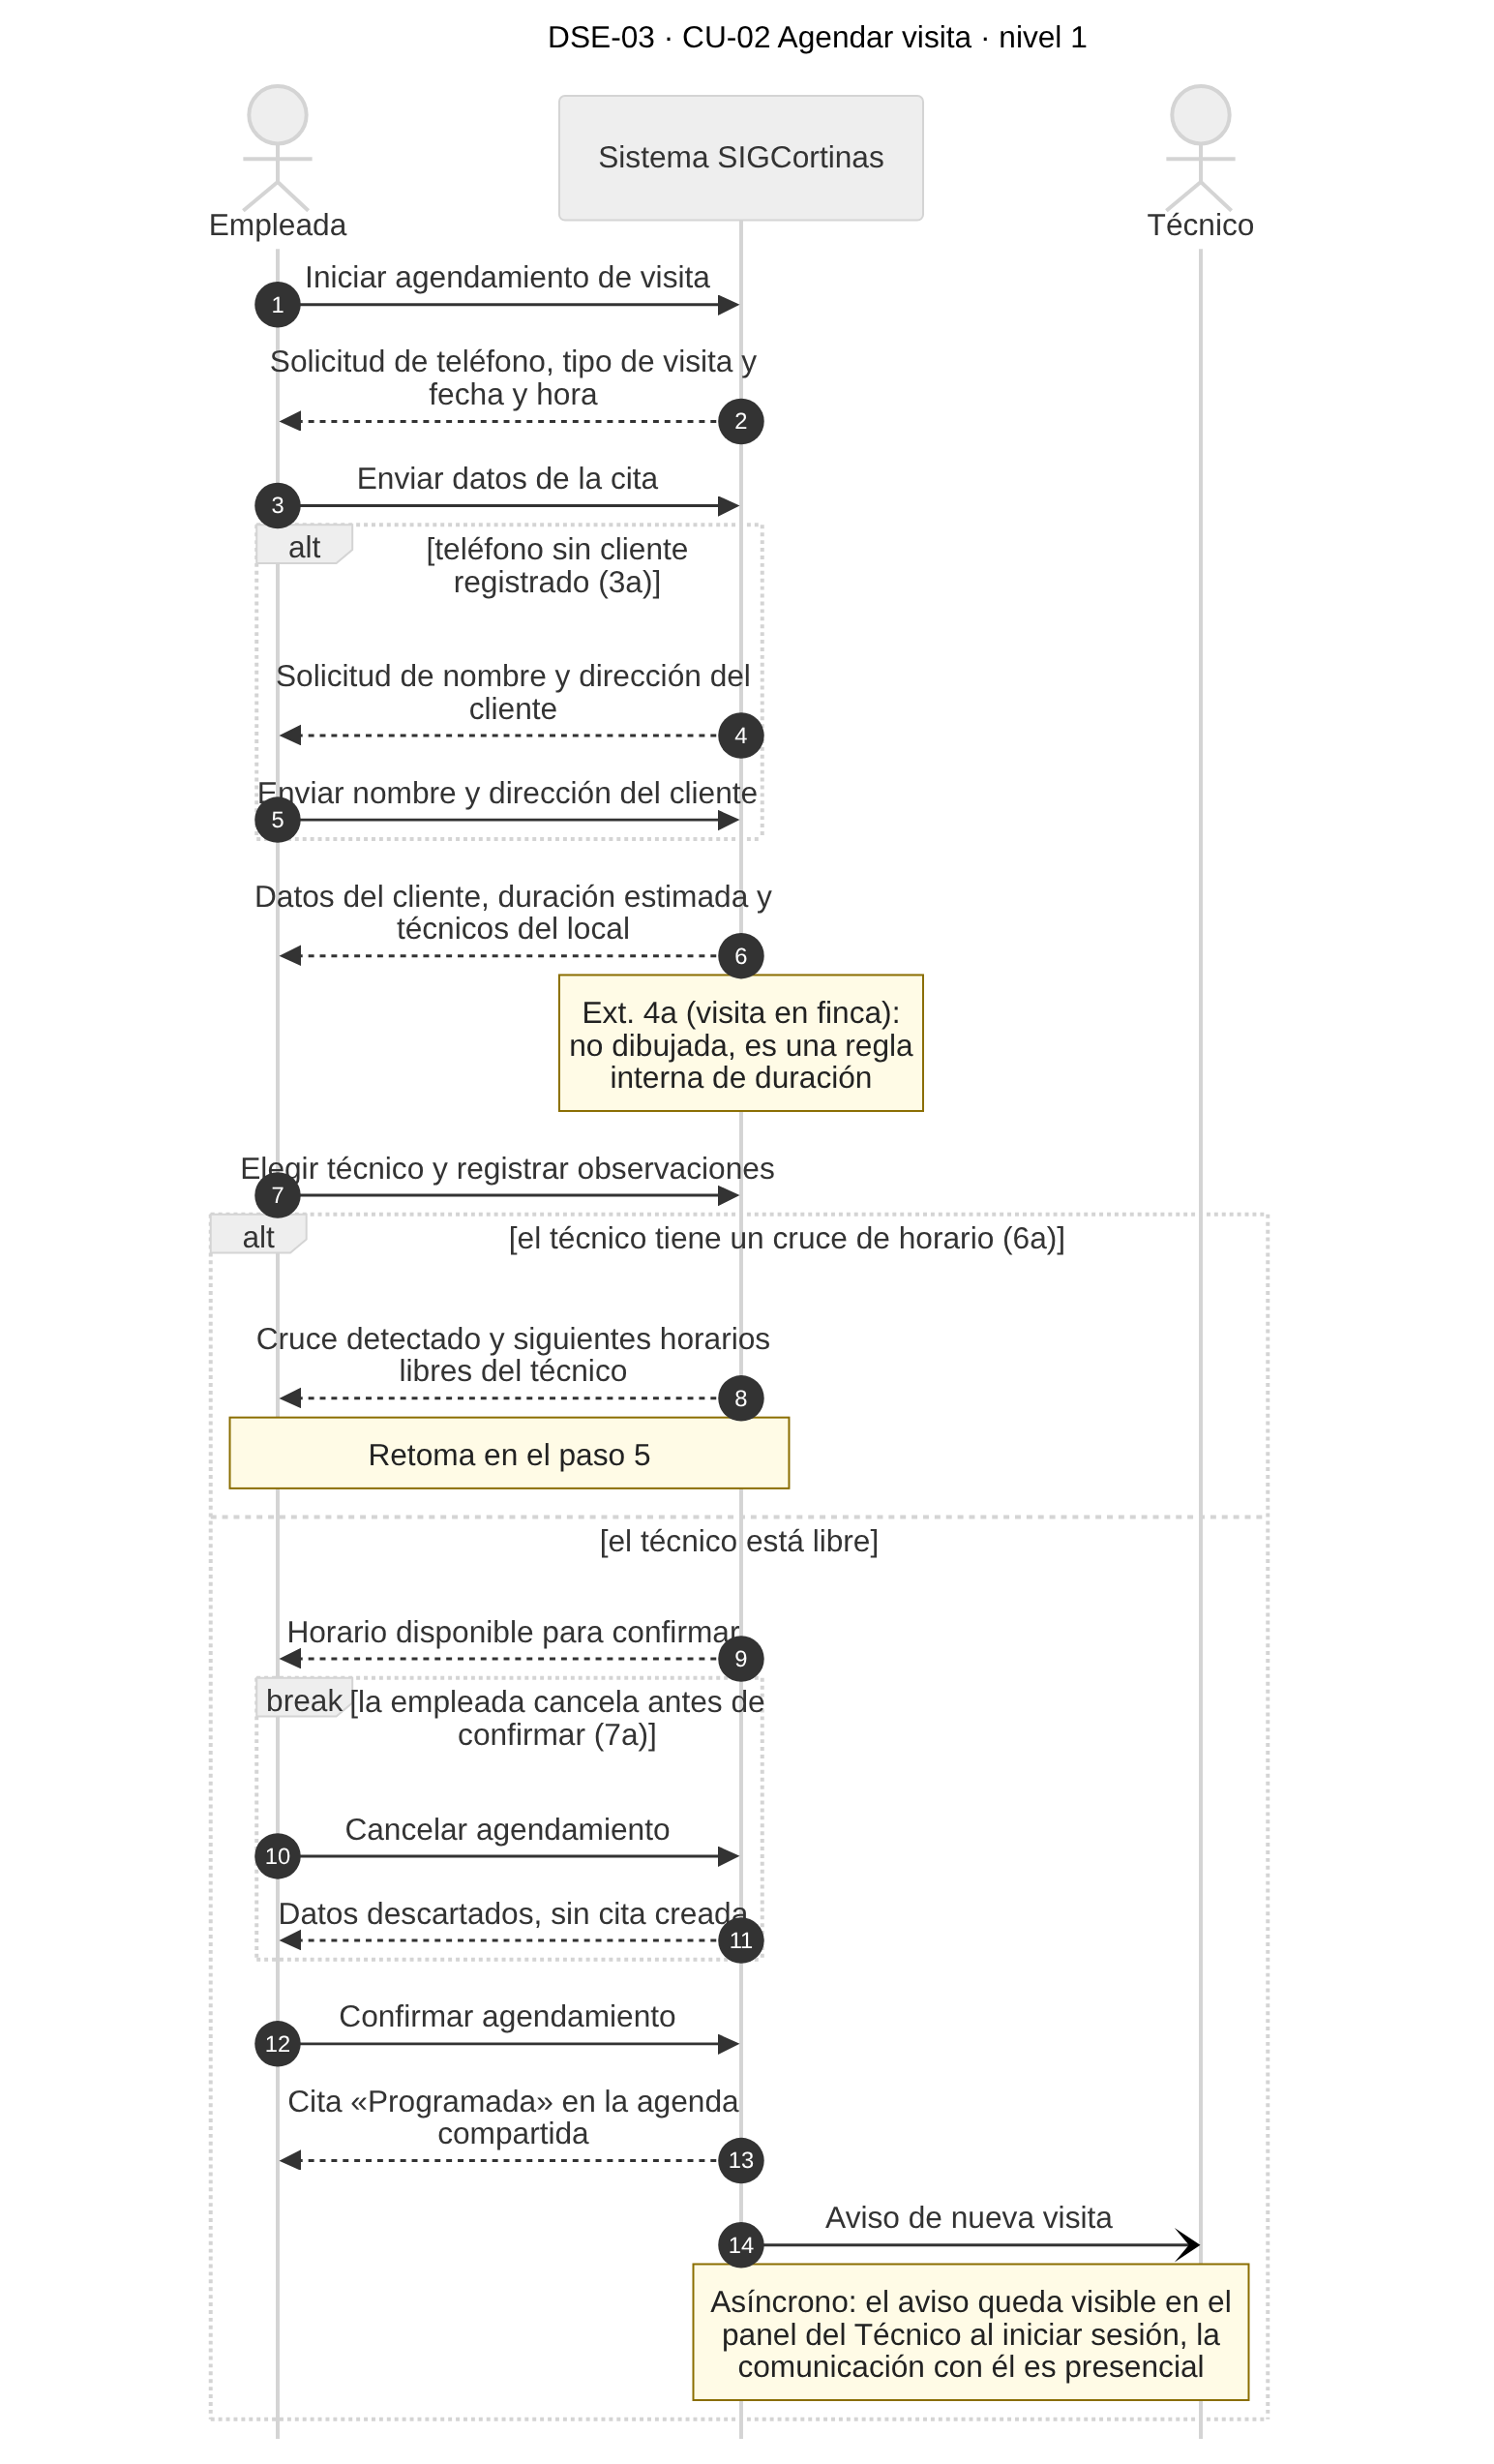 DSE-03 · CU-02 Agendar visita · nivel 1
Empleada
Sistema SIGCortinas
Técnico
Iniciar agendamiento de visita
1
Solicitud de teléfono, tipo de visita y
fecha y hora
2
Enviar datos de la cita
3
alt
[teléfono sin cliente
registrado (3a)]
Solicitud de nombre y dirección del
cliente
4
Enviar nombre y dirección del cliente
5
Datos del cliente, duración estimada y
técnicos del local
6
Ext. 4a (visita en finca):
no dibujada, es una regla
interna de duración
Elegir técnico y registrar observaciones
7
alt
[el técnico tiene un cruce de horario (6a)]
Cruce detectado y siguientes horarios
libres del técnico
8
Retoma en el paso 5
[el técnico está libre]
Horario disponible para confirmar
9
break
[la empleada cancela antes de
confirmar (7a)]
Cancelar agendamiento
10
Datos descartados, sin cita creada
11
Confirmar agendamiento
12
Cita «Programada» en la agenda
compartida
13
Aviso de nueva visita
14
Asíncrono: el aviso queda visible en el
panel del Técnico al iniciar sesión, la
comunicación con él es presencial